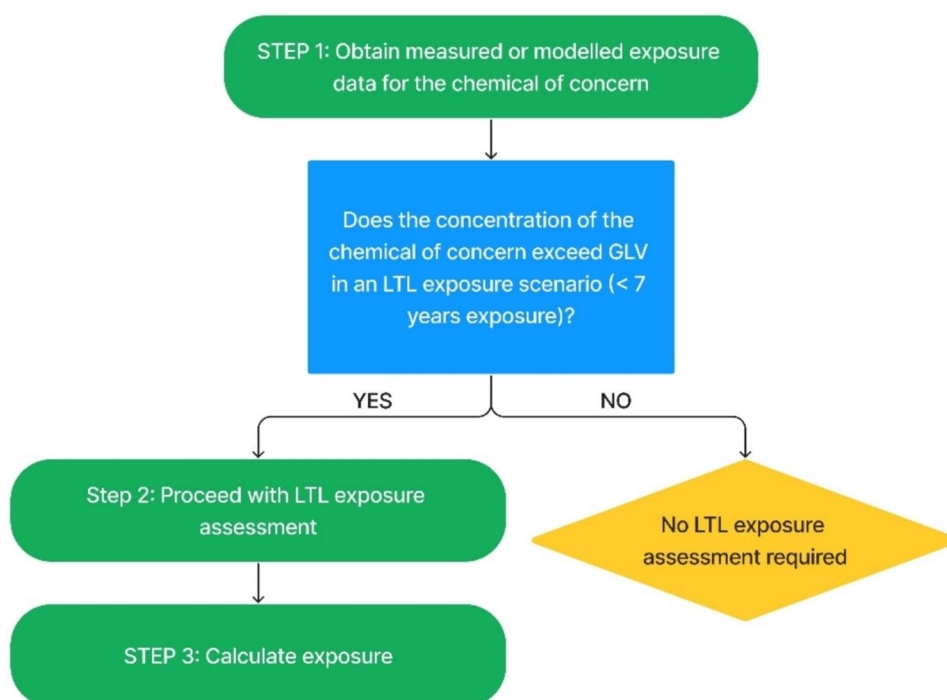 STEP 1: Obtain measured or modelled exposure
data for the chemical of concern
Does the concentration of the
chemical of concern exceed GLV
in an LTL exposure scenario (< 7
years exposure)?
YES
NO
Step 2: Proceed with LTL exposure
assessment
No LTL exposure
assessment required
STEP 3: Calculate exposure